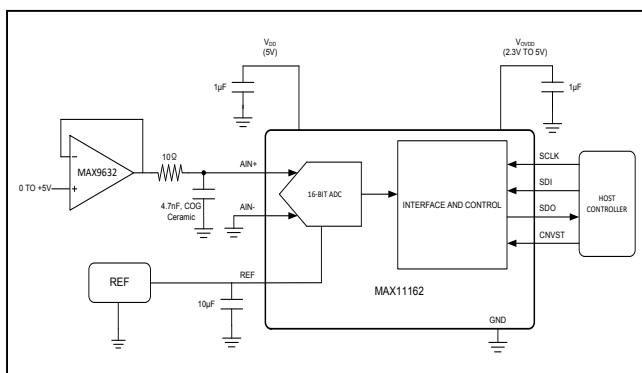 VDD
(5V)
VOVDD
(2.3V TO 5V)
1µF
1µF
MAX9632
0 TO +5V
10Ω
4.7nF, COG
Ceramic
AIN+
AIN-
16-BIT ADC
INTERFACE AND CONTROL
SCLK
SDI
SDO
CNVST
HOST
CONTROLLER
REF
REF
10µF
MAX11162
GND